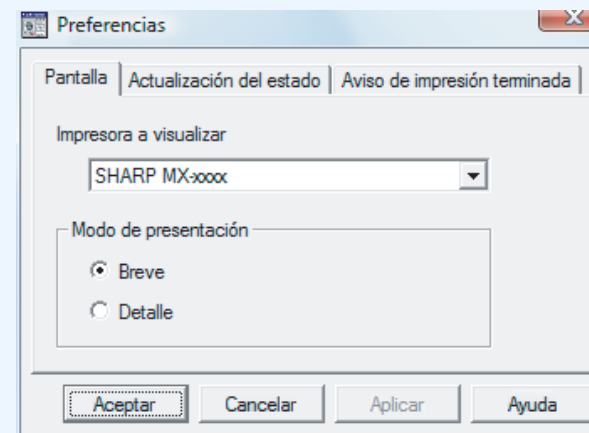 Preferencias
Pantalla Actualización del estado Aviso de impresión terminada
Impresora a visualizar
SHARP MX-xxxx
Modo de presentación
Breve
Detalle
Aceptar Cancelar Aplicar Ayuda